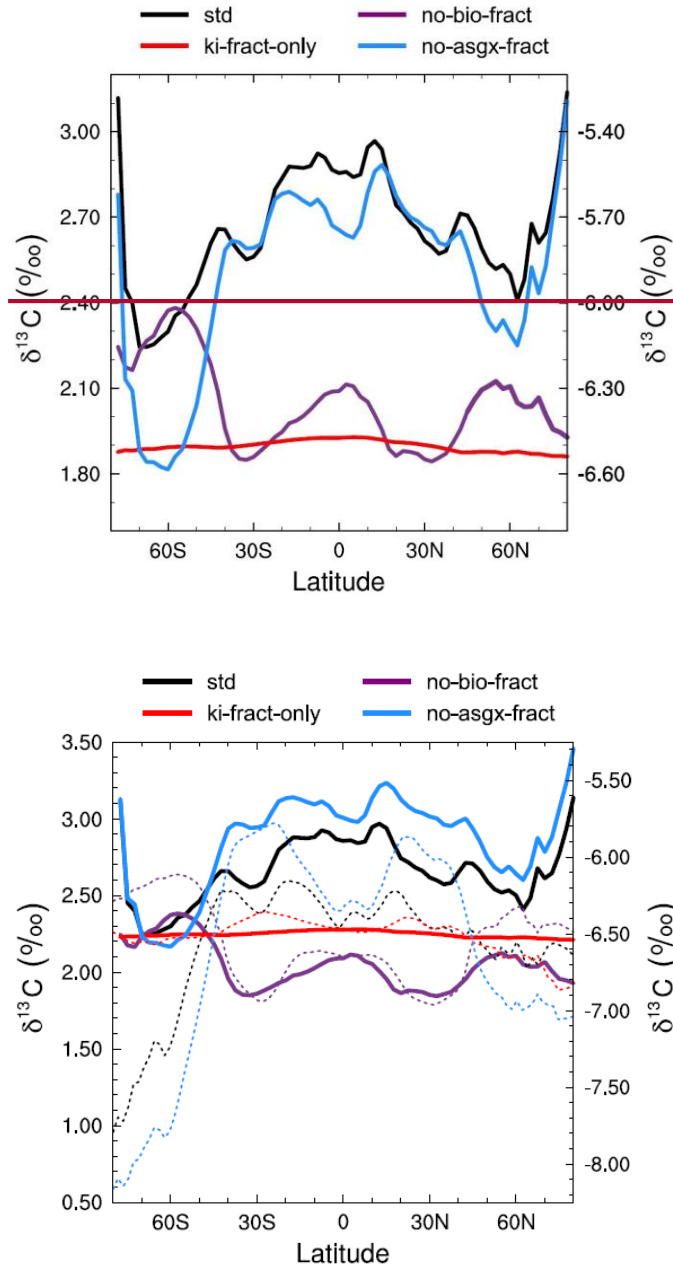 std no-bio-fract
ki-fract-only no-asgx-fract
3.00 -5.40
2.70 -5.70
δ¹³C (‰) δ¹³C (‰)
2.40 -6.00
2.10 -6.30
1.80 -6.60
60S 30S 0 30N 60N
Latitude
std no-bio-fract
ki-fract-only no-asgx-fract
3.50
-5.50
3.00
-6.00
2.50
-6.50
δ¹³C (‰) δ¹³C (‰)
2.00
-7.00
1.50
-7.50
1.00
-8.00
0.50
60S 30S 0 30N 60N
Latitude